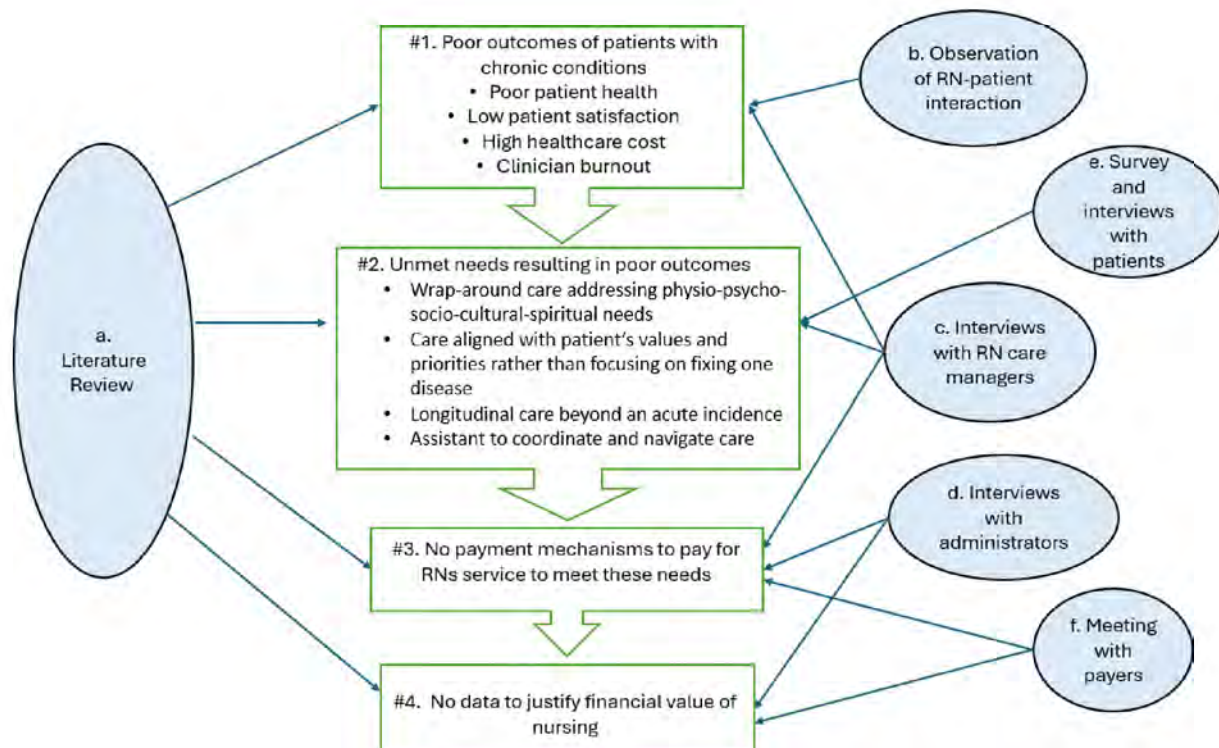 #1. Poor outcomes of patients with
chronic conditions
• Poor patient health
• Low patient satisfaction
• High healthcare cost
• Clinician burnout
b. Observation
of RN-patient
interaction
e. Survey
and
interviews
with
patients
a.
Literature
Review
#2. Unmet needs resulting in poor outcomes
• Wrap-around care addressing physio-psycho-
socio-cultural-spiritual needs
• Care aligned with patient's values and
priorities rather than focusing on fixing one
disease
• Longitudinal care beyond an acute incidence
• Assistant to coordinate and navigate care
c. Interviews
with RN care
managers
d. Interviews
with
administrators
#3. No payment mechanisms to pay for
RNs service to meet these needs
f. Meeting
with
payers
#4. No data to justify financial value of
nursing